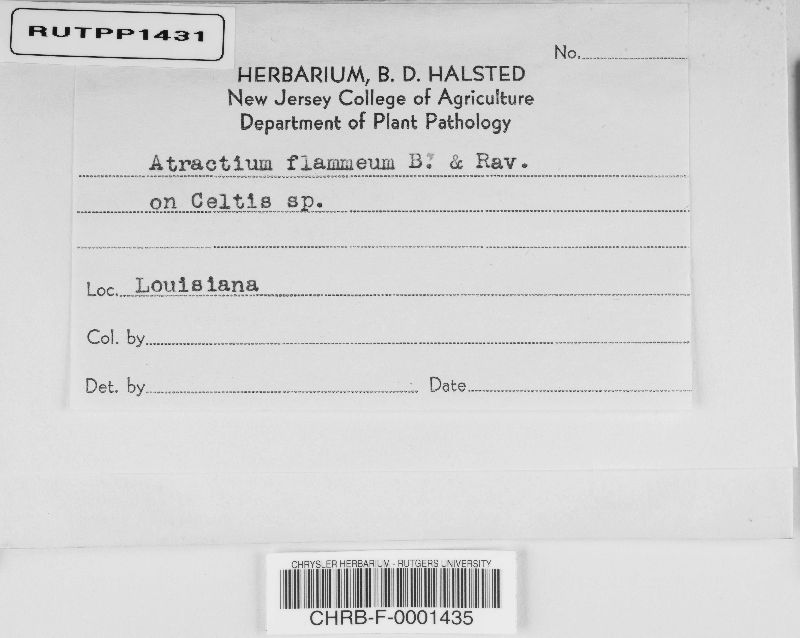 RUTPP1431
No.
HERBARIUM, B. D. HALSTED
New Jersey College of Agriculture
Department of Plant Pathology
Atractium flammeum B. & Rav.
on Celtis sp.
Loc. Louisiana
Col. by
Det. by Date
CHRYSLER HERBARIUM - RUTGERS UNIVERSITY
CHRB-F-0001435